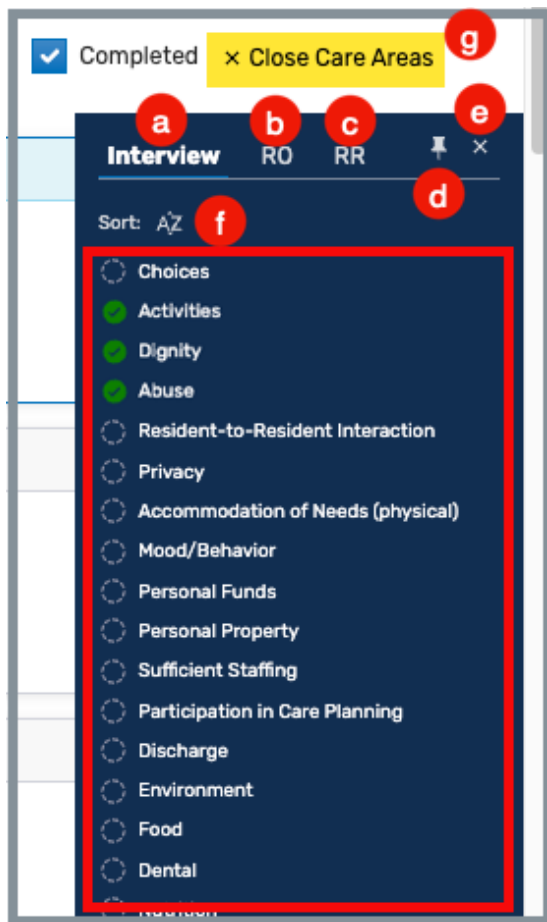 g
Completed × Close Care Areas
a b c e
Interview RO RR ×
d
Sort: AZ f
Choices
Activities
Dignity
Abuse
Resident-to-Resident Interaction
Privacy
Accommodation of Needs (physical)
Mood/Behavior
Personal Funds
Personal Property
Sufficient Staffing
Participation in Care Planning
Discharge
Environment
Food
Dental
Nutrition